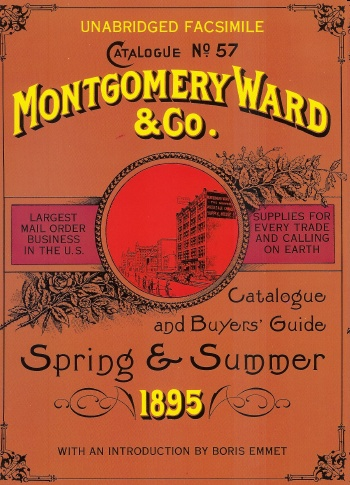 UNABRIDGED FACSIMILE
CATALOGUE No 57
MONTGOMERY WARD
& Co.
LARGEST
MAIL ORDER
BUSINESS
IN THE U.S.
SUPPLIES FOR
EVERY TRADE
AND CALLING
ON EARTH
Catalogue
and Buyers' Guide
Spring & Summer
1895
WITH AN INTRODUCTION BY BORIS EMMET